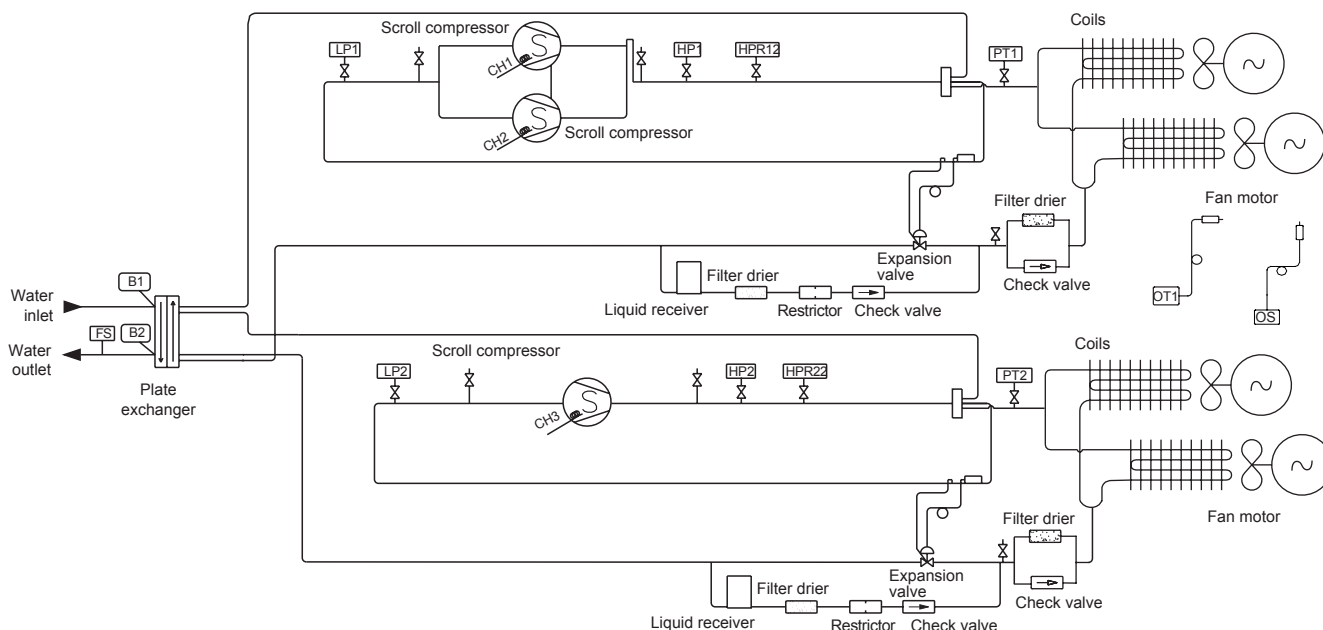 Scroll compressor
Coils
LP1
HP1
HPR12
PT1
CH1
CH2
Scroll compressor
Fan motor
Filter drier
Expansion
valve
Check valve
Filter drier
Liquid receiver
Restrictor
Check valve
OT1
OS
B1
Water
inlet
FS
B2
Water
outlet
Plate
exchanger
Scroll compressor
Coils
LP2
HP2
HPR22
PT2
CH3
Fan motor
Filter drier
Expansion
valve
Check valve
Filter drier
Liquid receiver
Restrictor
Check valve